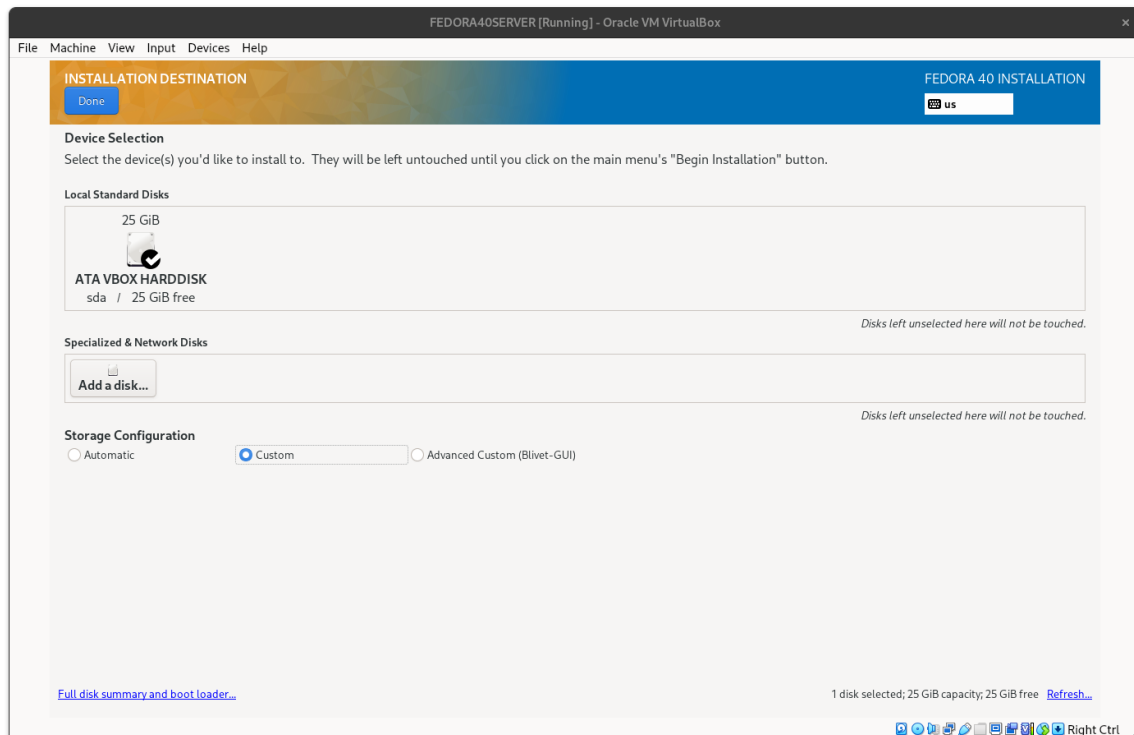 FEDORA40SERVER [Running] - Oracle VM VirtualBox
File Machine View Input Devices Help
INSTALLATION DESTINATION
FEDORA 40 INSTALLATION
Done
us
Device Selection
Select the device(s) you'd like to install to. They will be left untouched until you click on the main menu's "Begin Installation" button.
Local Standard Disks
25 GiB
ATA VBOX HARDDISK
sda / 25 GiB free
Disks left unselected here will not be touched.
Specialized & Network Disks
Add a disk...
Disks left unselected here will not be touched.
Storage Configuration
Automatic Custom Advanced Custom (Blivet-GUI)
Full disk summary and boot loader... 1 disk selected; 25 GiB capacity; 25 GiB free Refresh...
Right Ctrl